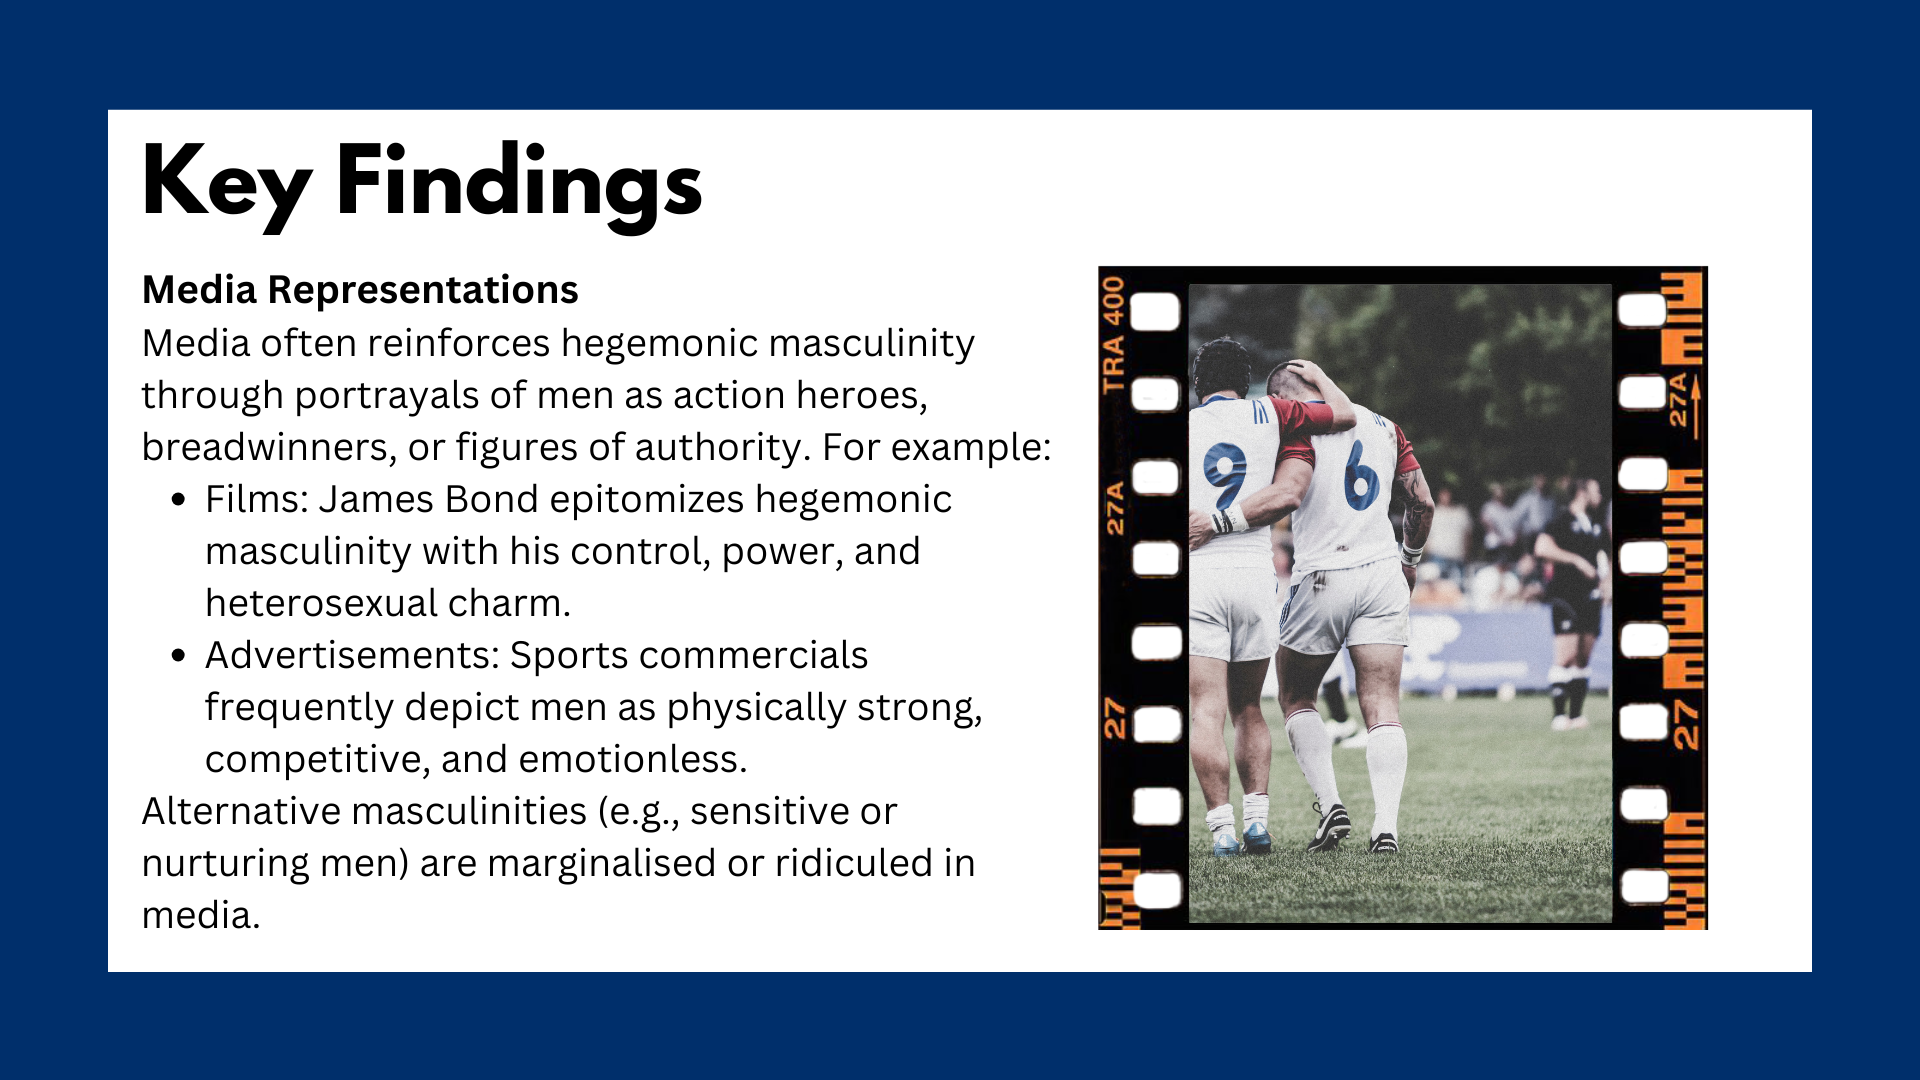 Key Findings
Media Representations
Media often reinforces hegemonic masculinity
through portrayals of men as action heroes,
breadwinners, or figures of authority. For example:
• Films: James Bond epitomizes hegemonic
masculinity with his control, power, and
heterosexual charm.
• Advertisements: Sports commercials
frequently depict men as physically strong,
competitive, and emotionless.
Alternative masculinities (e.g., sensitive or
nurturing men) are marginalised or ridiculed in
media.
TRA 400
27A
27
9
6
27A
27